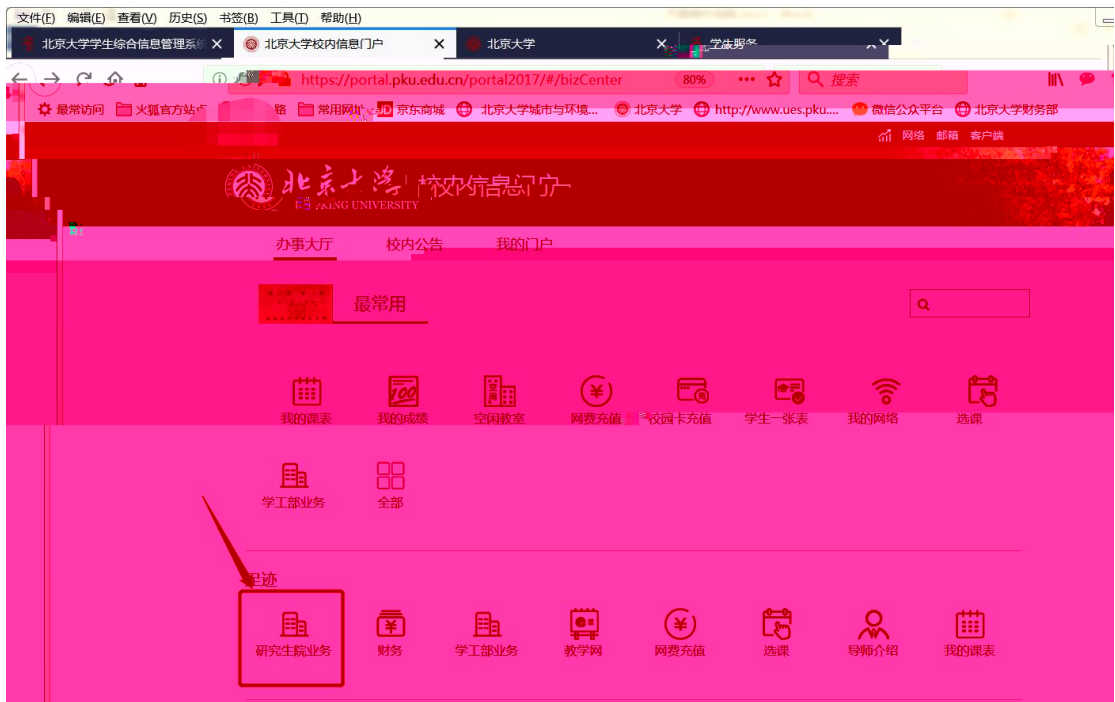 文件(F) 编辑(E) 查看(V) 历史(S) 书签(B) 工具(T) 帮助(H)
北京大学学生综合信息管理系统 × 北京大学校内信息门户 × 北京大学 × ×
https://portal.pku.edu.cn/portal2017/#/bizCenter 80% 搜索
最常访问 火狐官方站点 常用网址 JD 京东商城 北京大学城市与环境... 北京大学 http://www.ues.pku.... 微信公众平台 北京大学财务部
网络 邮箱 客户端
北京大学 校内信息门户
PEKING UNIVERSITY
办事大厅 校内公告 我的门户
最常用
我的课表 我的成绩 空闲教室 网费充值 校园卡充值 学生一张表 我的网络 选课
学工部业务 全部
足迹
研究生院业务 财务 学工部业务 教学网 网费充值 选课 导师介绍 我的课表